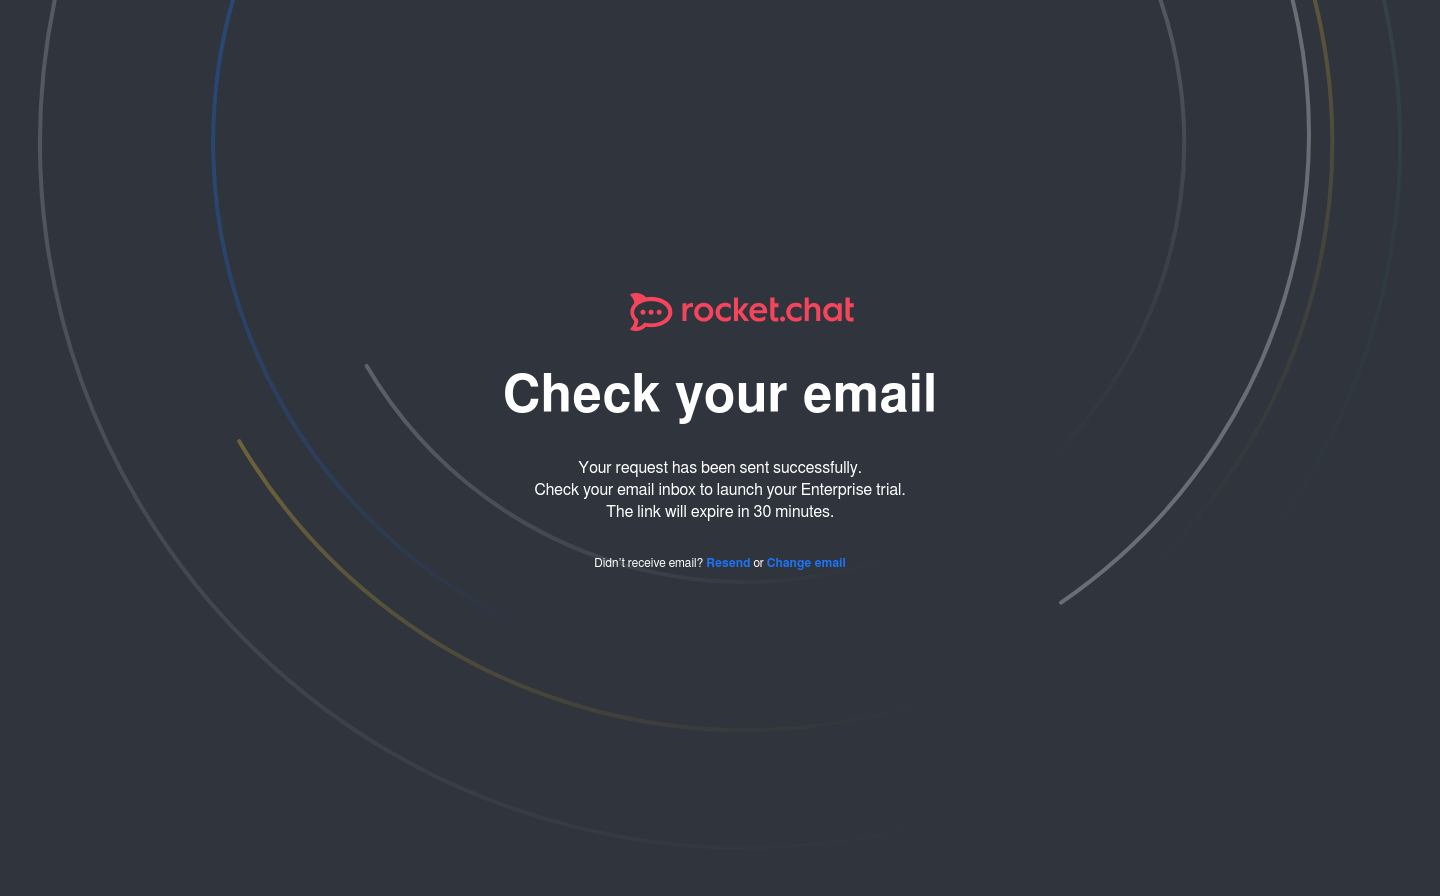 rocket.chat
Check your email
Your request has been sent successfully.
Check your email inbox to launch your Enterprise trial.
The link will expire in 30 minutes.
Didn't receive email? Resend or Change email